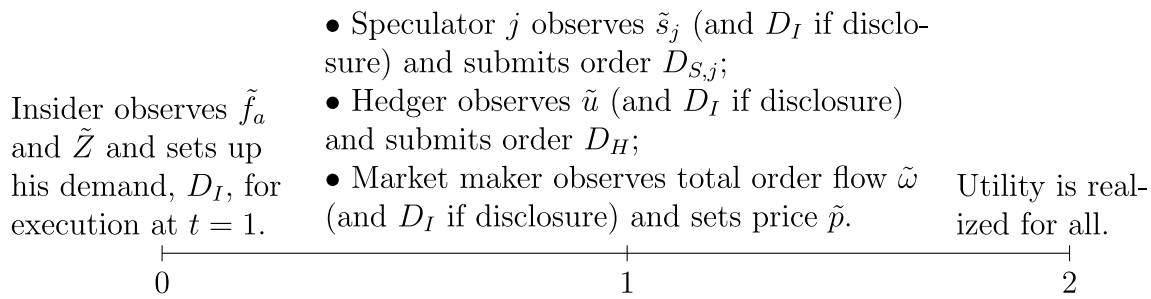 Insider observes f̃_a
and Z̃ and sets up
his demand, D_I, for
execution at t = 1.
• Speculator j observes s̃_j (and D_I if disclo-
sure) and submits order D_{S,j};
• Hedger observes ũ (and D_I if disclosure)
and submits order D_H;
• Market maker observes total order flow ω̃
(and D_I if disclosure) and sets price p̃.
Utility is real-
ized for all.
0
1
2